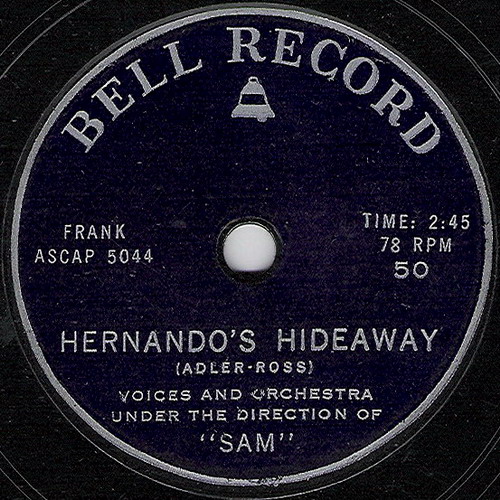 BELL RECORD
FRANK
ASCAP 5044
TIME: 2:45
78 RPM
50
HERNANDO'S HIDEAWAY
(ADLER-ROSS)
VOICES AND ORCHESTRA
UNDER THE DIRECTION OF
"SAM"